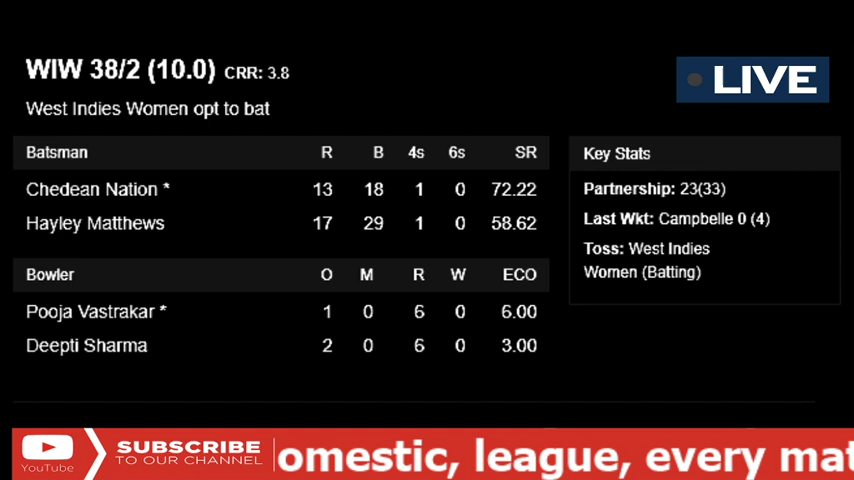 WIW 38/2 (10.0) CRR: 3.8
LIVE
West Indies Women opt to bat
Batsman R B 4s 6s SR
Chedean Nation * 13 18 1 0 72.22
Hayley Matthews 17 29 1 0 58.62
Bowler O M R W ECO
Pooja Vastrakar * 1 0 6 0 6.00
Deepti Sharma 2 0 6 0 3.00
Key Stats
Partnership: 23(33)
Last Wkt: Campbelle 0 (4)
Toss: West Indies
Women (Batting)
YouTube
SUBSCRIBE
TO OUR CHANNEL
omestic, league, every mat